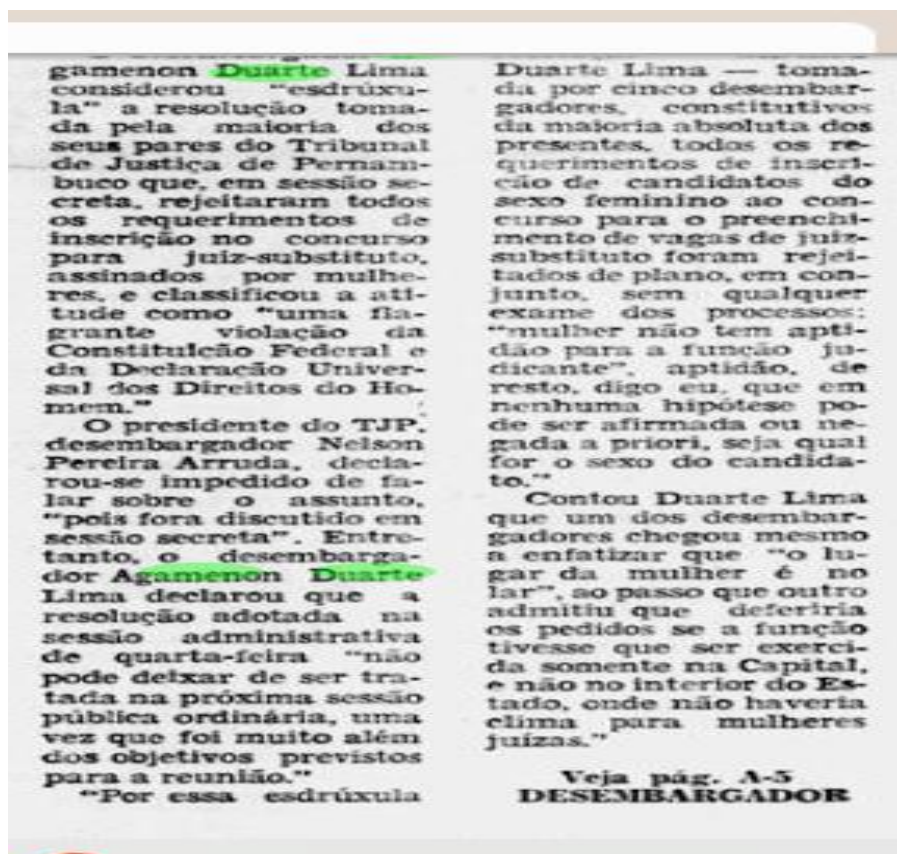 gamenon Duarte Lima
considerou "esdrúxu-
la" a resolução toma-
da pela maioria dos
seus pares do Tribunal
de Justiça de Pernam-
buco que, em sessão se-
creta, rejeitaram todos
os requerimentos de
inscrição no concurso
para juiz-substituto,
assinados por mulhe-
res, e classificou a ati-
tude como "uma fla-
grante violação da
Constituição Federal e
da Declaração Univer-
sal dos Direitos do Ho-
mem."
O presidente do TJP,
desembargador Nelson
Pereira Arruda, decla-
rou-se impedido de fa-
lar sobre o assunto,
"pois fora discutido em
sessão secreta". Entre-
tanto, o desembarga-
dor Agamenon Duarte
Lima declarou que a
resolução adotada na
sessão administrativa
de quarta-feira "não
pode deixar de ser tra-
tada na próxima sessão
pública ordinária, uma
vez que foi muito além
dos objetivos previstos
para a reunião."
"Por essa esdrúxula
Duarte Lima — toma-
da por cinco desembar-
gadores, constitutivos
da maioria absoluta dos
presentes, todos os re-
querimentos de inscri-
ção de candidatos do
sexo feminino ao con-
curso para o preenchi-
mento de vagas de juiz-
substituto foram rejei-
tados de plano, em con-
junto, sem qualquer
exame dos processos:
"mulher não tem apti-
dão para a função ju-
dicante", aptidão, de
resto, digo eu, que em
nenhuma hipótese po-
de ser afirmada ou ne-
gada a priori, seja qual
for o sexo do candida-
to."
Contou Duarte Lima
que um dos desembar-
gadores chegou mesmo
a enfatizar que "o lu-
gar da mulher é no
lar", ao passo que outro
admitiu que deferiria
os pedidos se a função
tivesse que ser exerci-
da somente na Capital,
e não no interior do Es-
tado, onde não haveria
clima para mulheres
juízas."
Veja pág. A-5
DESEMBARGADOR